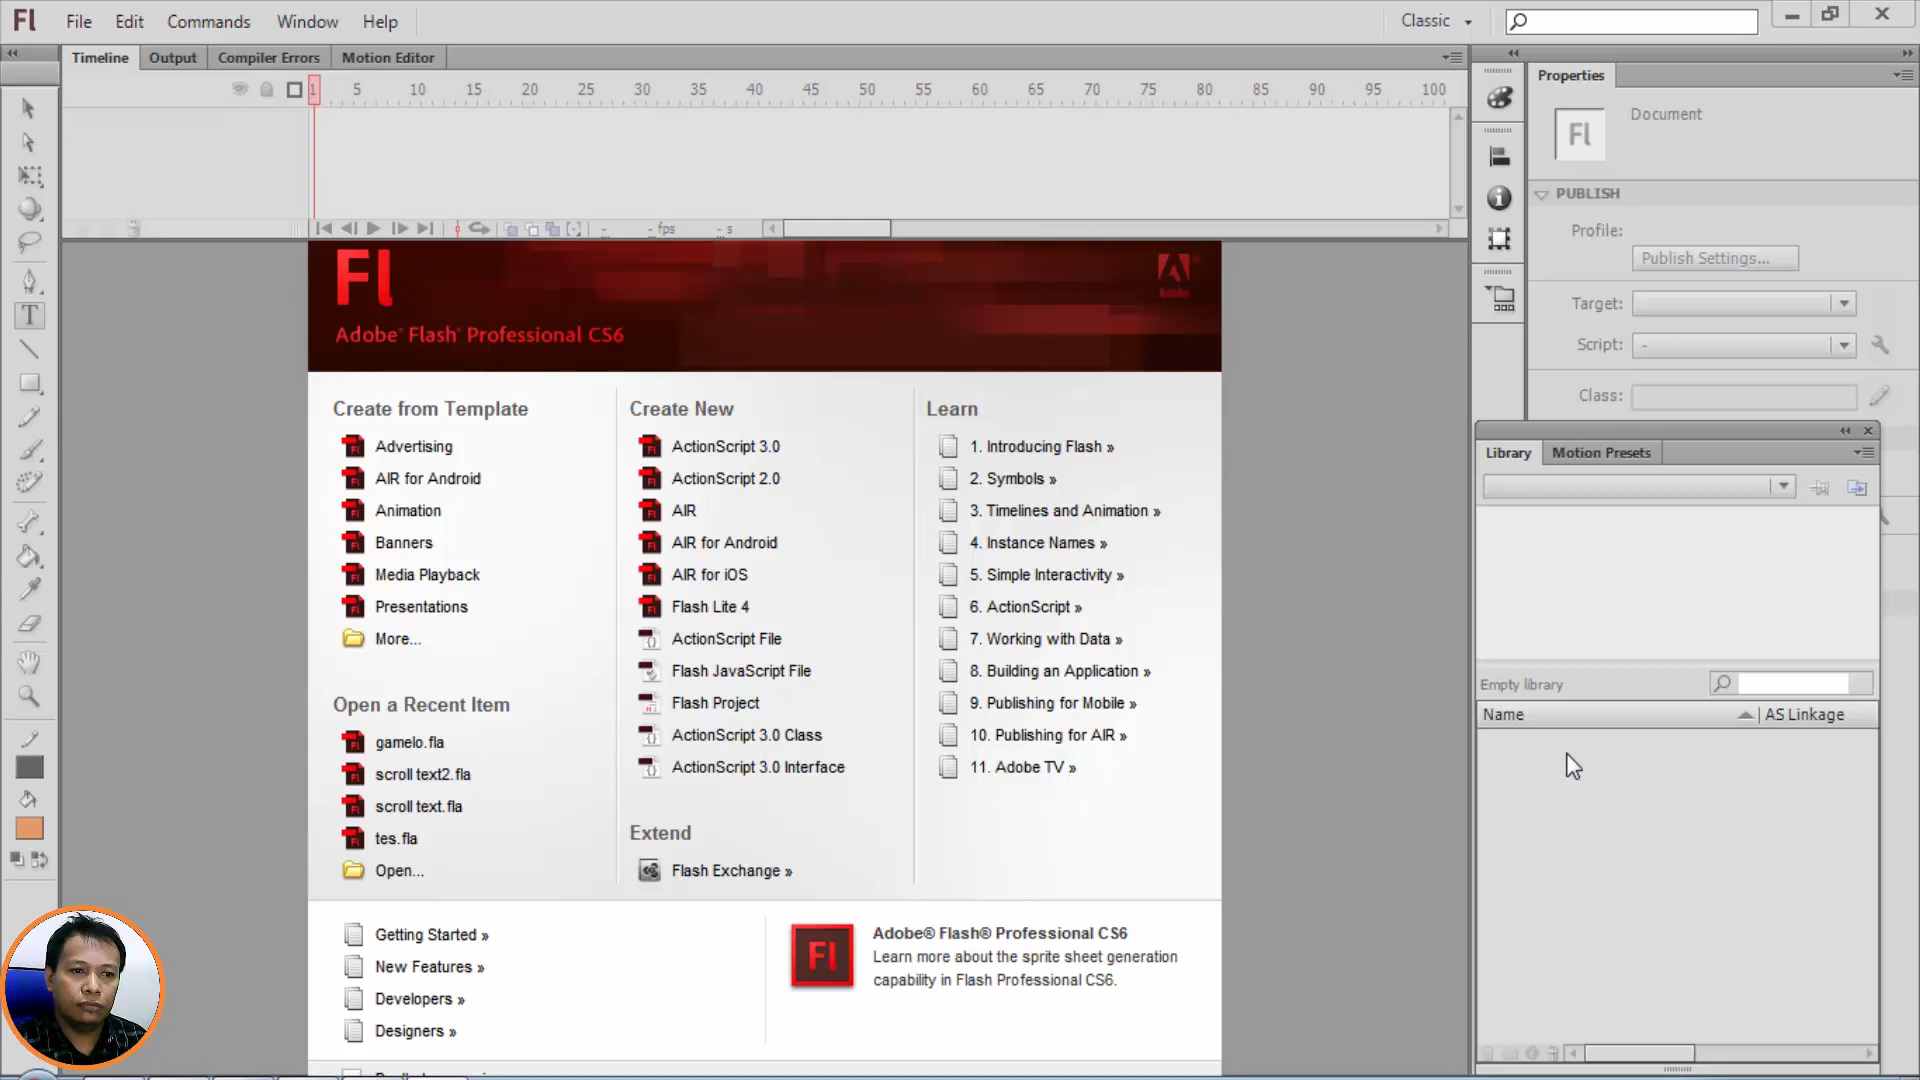 Fl File Edit Commands Window Help Classic
Timeline Output Compiler Errors Motion Editor
1 5 10 15 20 25 30 35 40 45 50 55 60 65 70 75 80 85 90 95 100
- - fps - s
Properties
Fl Document
PUBLISH
Profile:
Publish Settings...
Target:
Script: -
Class:
Fl
Adobe® Flash® Professional CS6
Adobe
Create from Template
Advertising
AIR for Android
Animation
Banners
Media Playback
Presentations
More...
Open a Recent Item
gamelo.fla
scroll text2.fla
scroll text.fla
tes.fla
Open...
Create New
ActionScript 3.0
ActionScript 2.0
AIR
AIR for Android
AIR for iOS
Flash Lite 4
ActionScript File
Flash JavaScript File
Flash Project
ActionScript 3.0 Class
ActionScript 3.0 Interface
Extend
Flash Exchange »
Learn
1. Introducing Flash »
2. Symbols »
3. Timelines and Animation »
4. Instance Names »
5. Simple Interactivity »
6. ActionScript »
7. Working with Data »
8. Building an Application »
9. Publishing for Mobile »
10. Publishing for AIR »
11. Adobe TV »
Getting Started »
New Features »
Developers »
Designers »
Fl
Adobe® Flash® Professional CS6
Learn more about the sprite sheet generation
capability in Flash Professional CS6.
Library Motion Presets
Empty library
Name AS Linkage